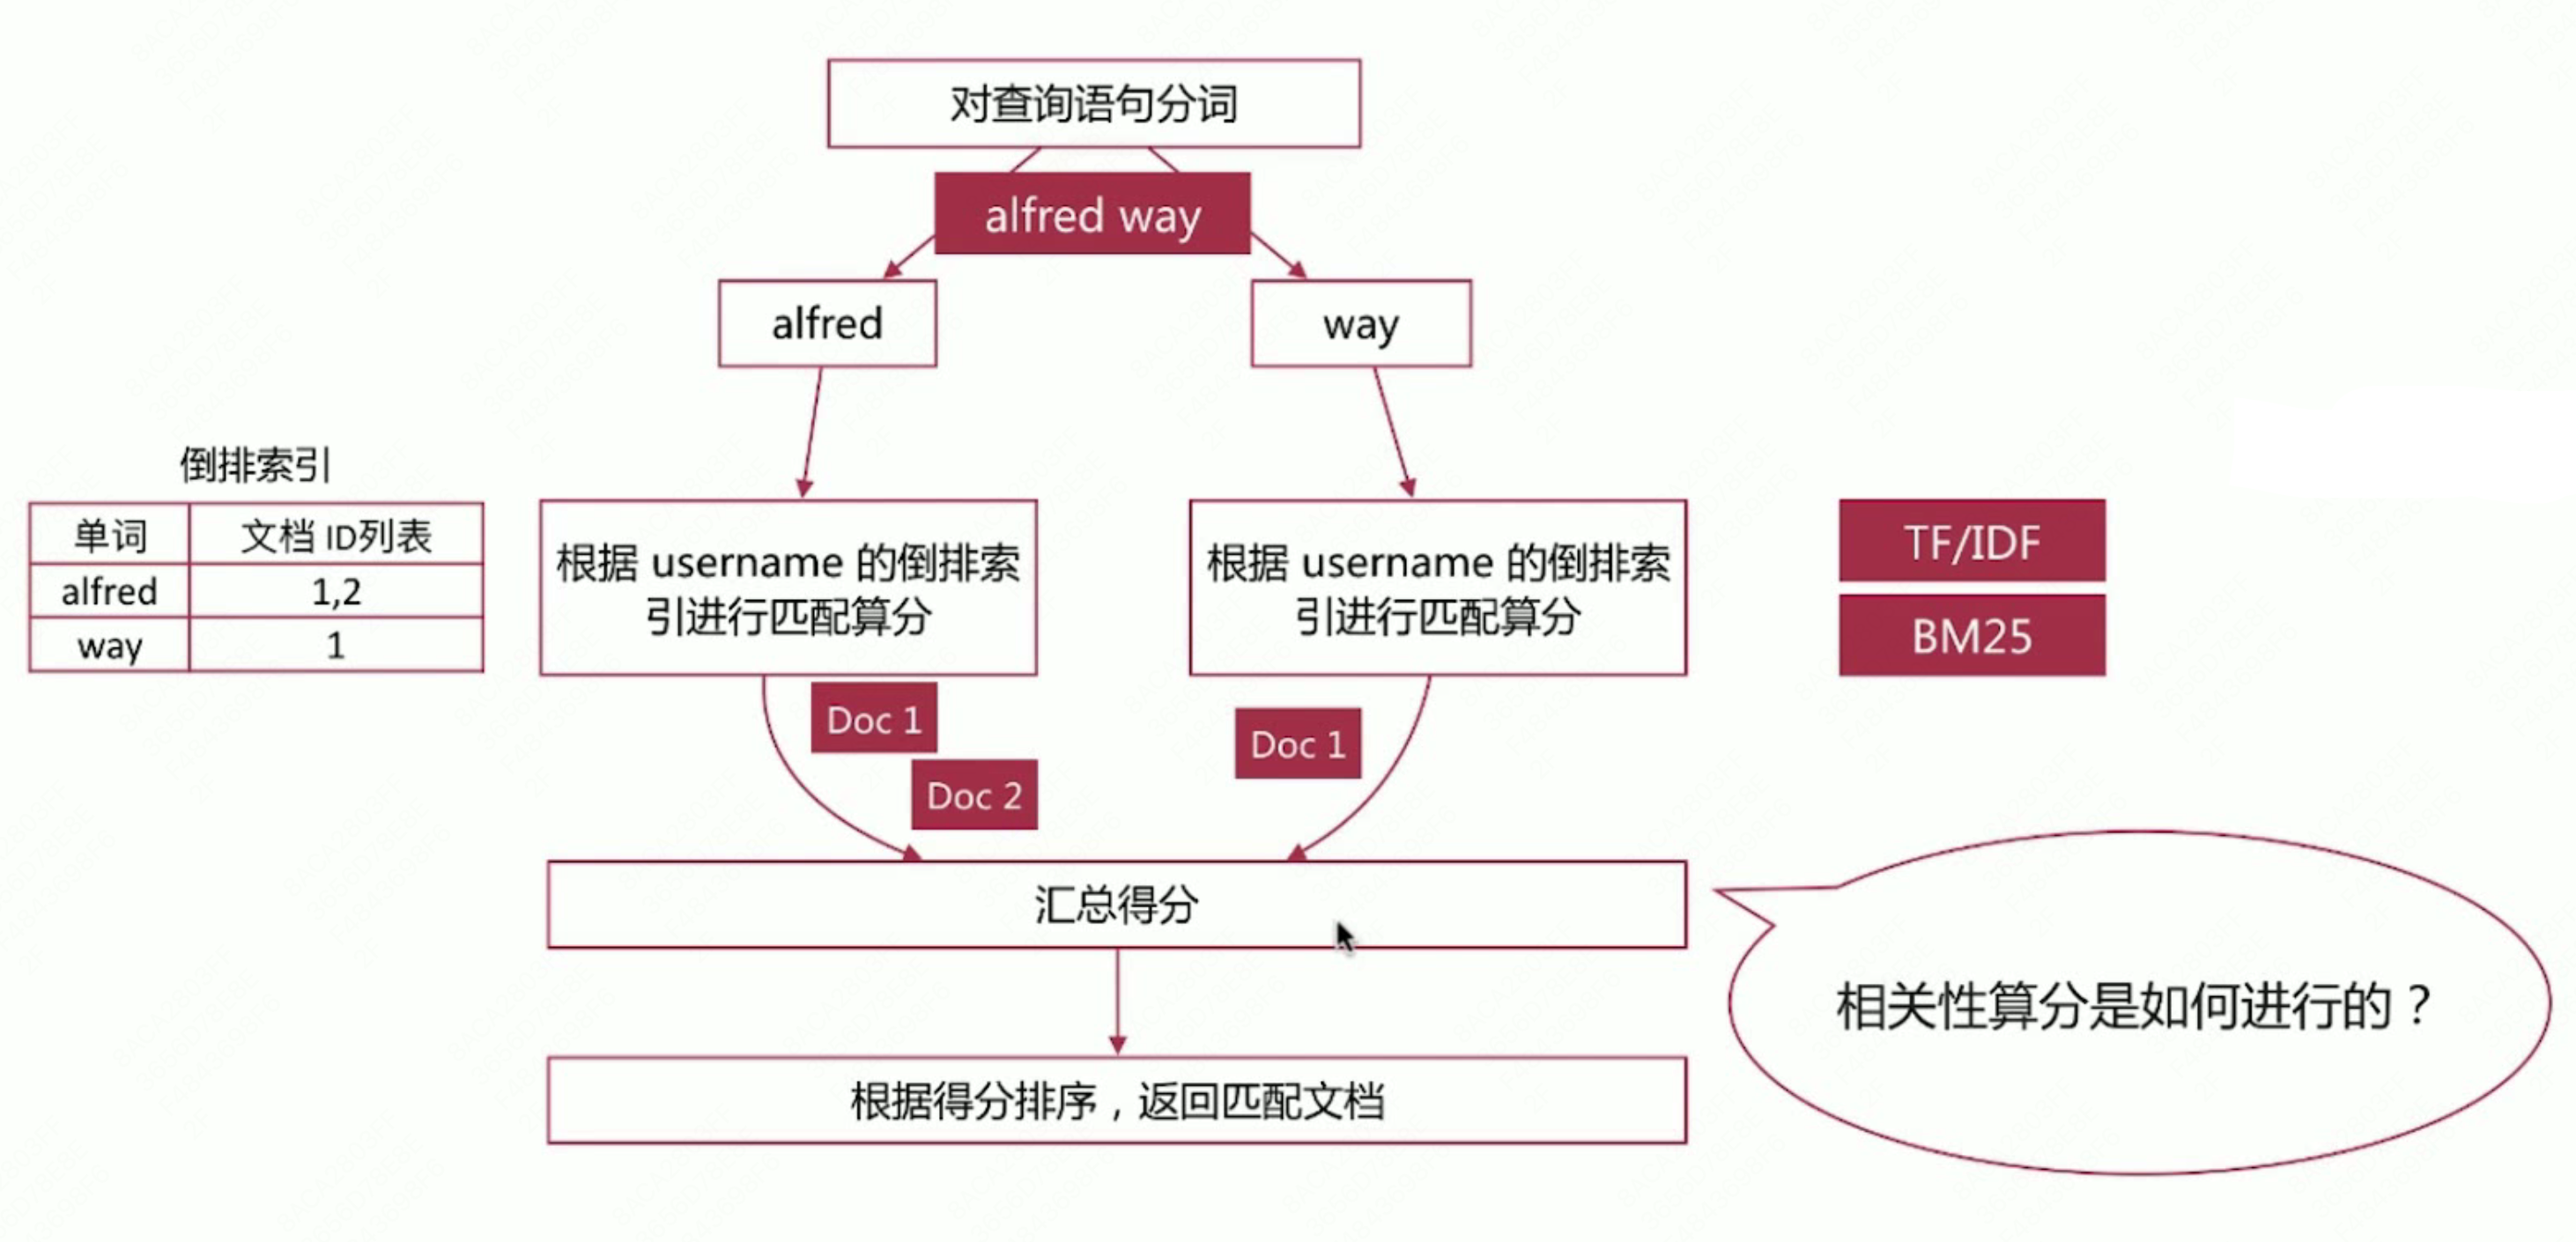 对查询语句分词
alfred way
alfred
way
倒排索引
单词 文档 ID列表
alfred 1,2
way 1
根据 username 的倒排索
引进行匹配算分
根据 username 的倒排索
引进行匹配算分
TF/IDF
BM25
Doc 1
Doc 2
Doc 1
汇总得分
相关性算分是如何进行的？
根据得分排序，返回匹配文档